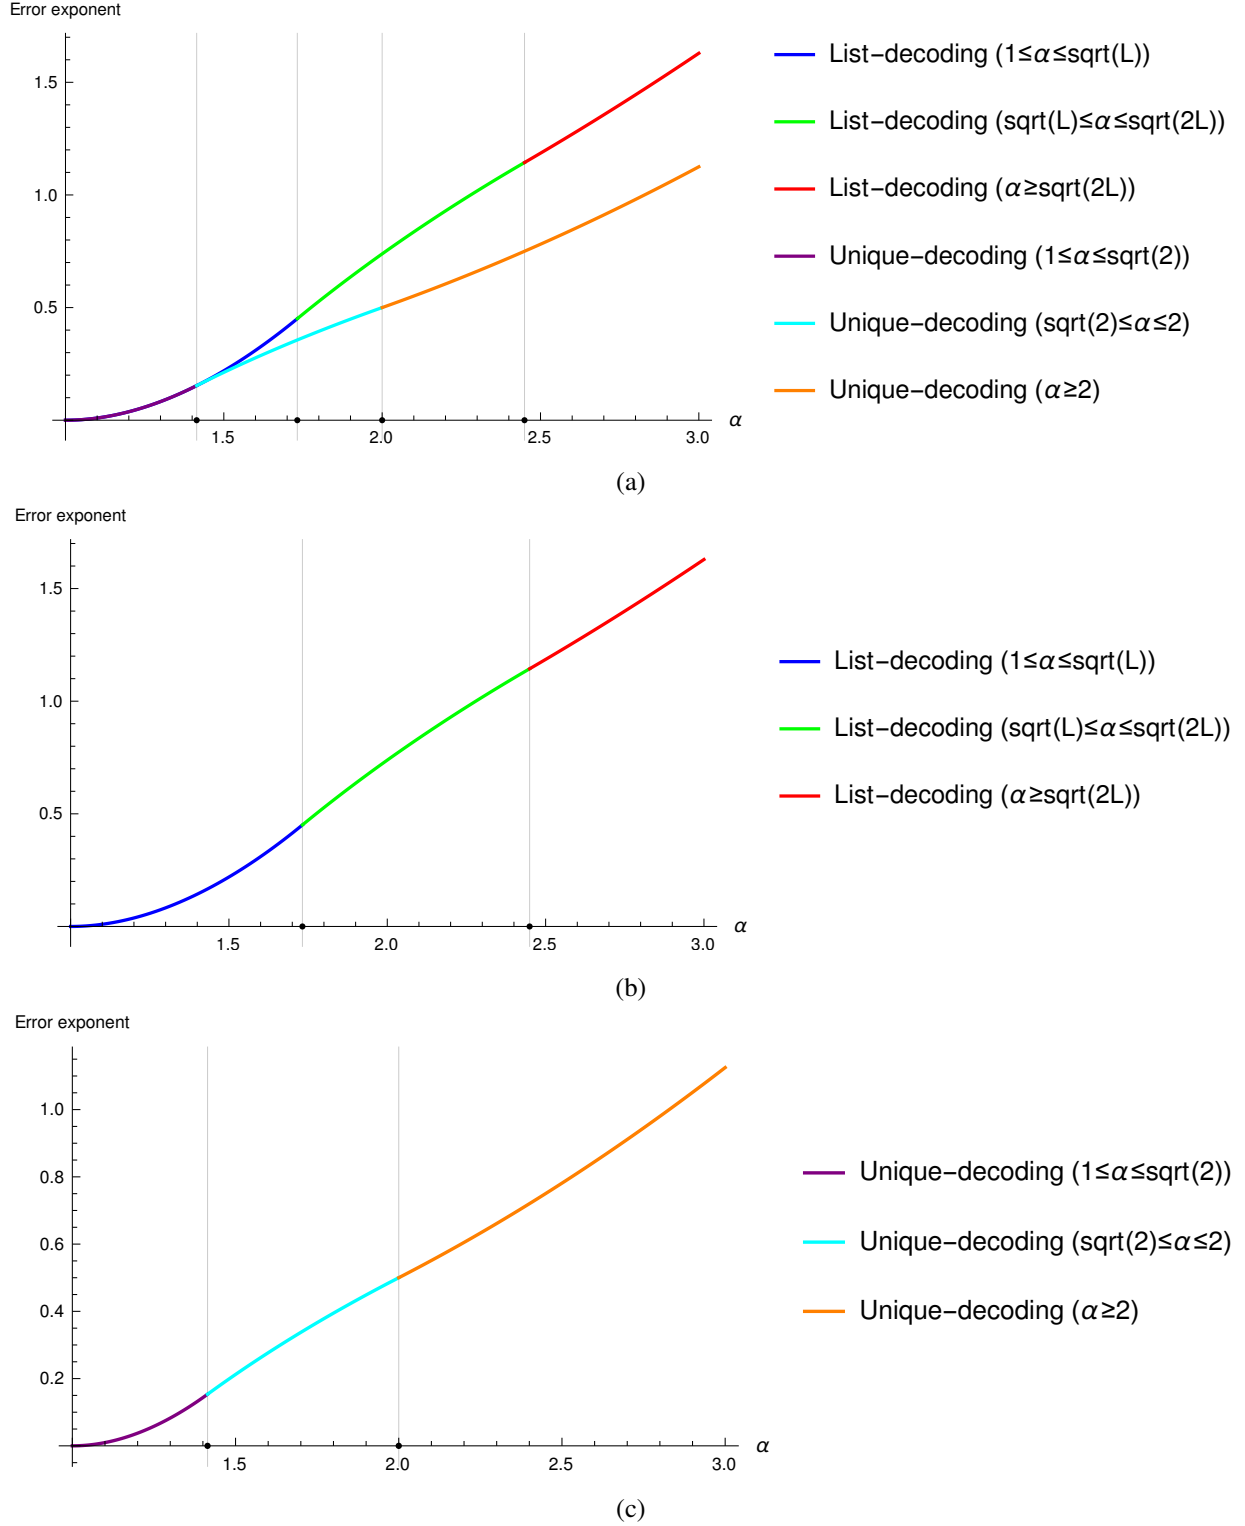 Error exponent
1.5
1.0
0.5
1.5
2.0
2.5
3.0
α
List−decoding (1≤α≤sqrt(L))
List−decoding (sqrt(L)≤α≤sqrt(2L))
List−decoding (α≥sqrt(2L))
Unique−decoding (1≤α≤sqrt(2))
Unique−decoding (sqrt(2)≤α≤2)
Unique−decoding (α≥2)
(a)
Error exponent
1.5
1.0
0.5
1.5
2.0
2.5
3.0
α
List−decoding (1≤α≤sqrt(L))
List−decoding (sqrt(L)≤α≤sqrt(2L))
List−decoding (α≥sqrt(2L))
(b)
Error exponent
1.0
0.8
0.6
0.4
0.2
1.5
2.0
2.5
3.0
α
Unique−decoding (1≤α≤sqrt(2))
Unique−decoding (sqrt(2)≤α≤2)
Unique−decoding (α≥2)
(c)